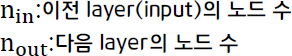 n_in:이전 layer(input)의 노드 수
n_out:다음 layer의 노드 수